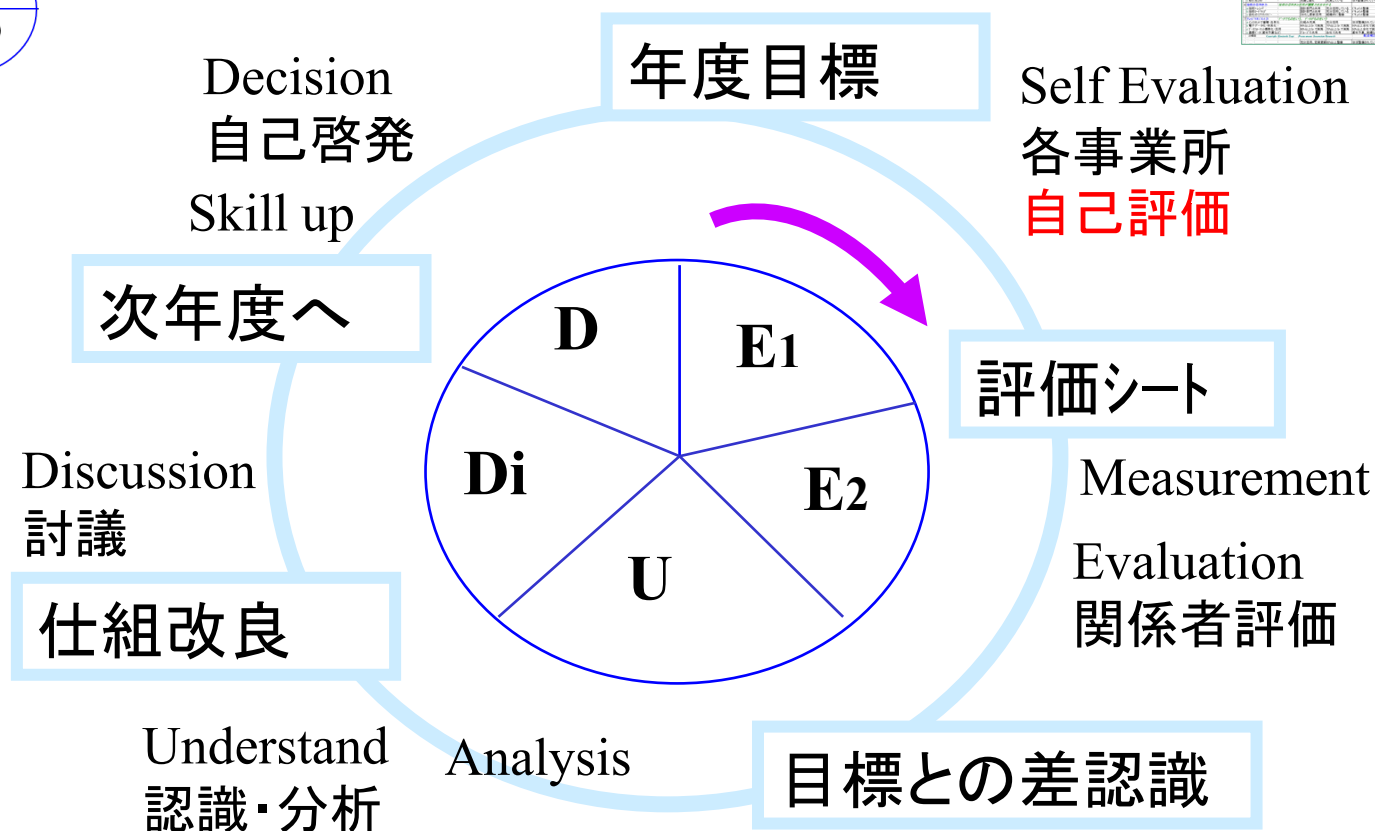 年度目標
Decision
自己啓発
Skill up
Self Evaluation
各事業所
自己評価
次年度へ
D
E1
評価シート
Di
E2
U
Discussion
討議
Measurement
Evaluation
関係者評価
仕組改良
Understand
認識・分析
Analysis
目標との差認識